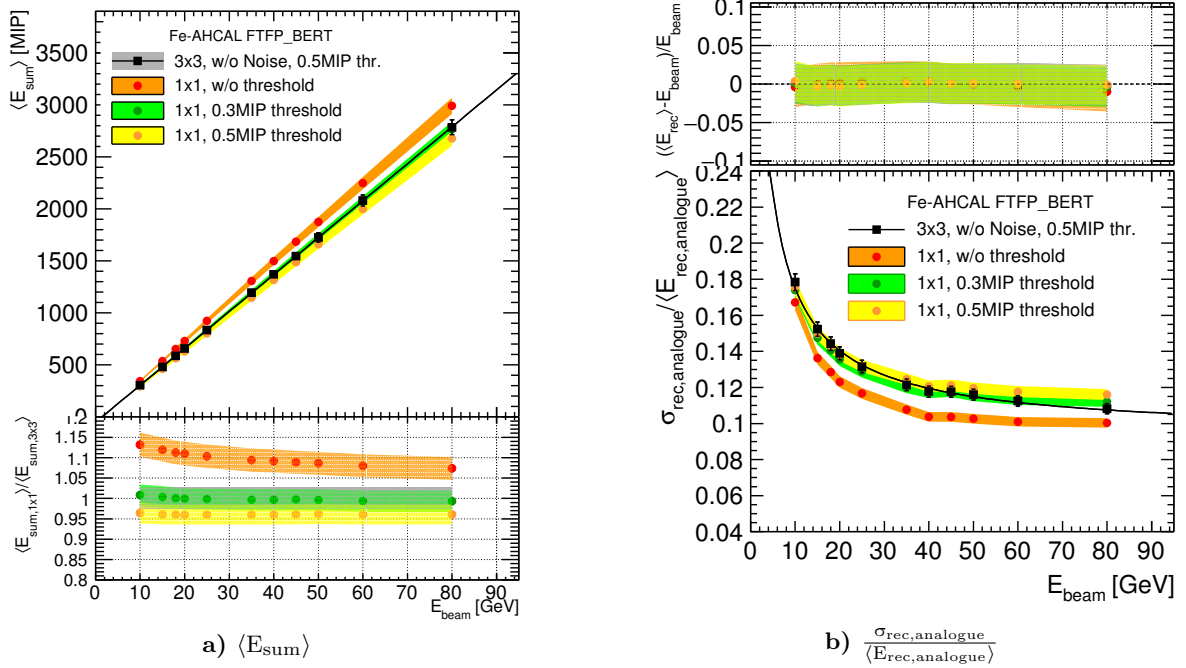 ⟨E_sum⟩ [MIP]
3500
3000
2500
2000
1500
1000
500
0
Fe-AHCAL FTFP_BERT
3x3, w/o Noise, 0.5MIP thr.
1x1, w/o threshold
1x1, 0.3MIP threshold
1x1, 0.5MIP threshold
⟨E_sum,1x1⟩/⟨E_sum,3x3⟩
1.15
1.1
1.05
1
0.95
0.9
0.85
0.8
0 10 20 30 40 50 60 70 80 90
E_beam [GeV]
a) ⟨E_sum⟩
(⟨E_rec⟩-E_beam)/E_beam
0.1
0.05
0
−0.05
−0.1
σ_rec,analogue/⟨E_rec,analogue⟩
0.22
0.2
0.18
0.16
0.14
0.12
0.1
0.08
0.06
0.04
Fe-AHCAL FTFP_BERT
3x3, w/o Noise, 0.5MIP thr.
1x1, w/o threshold
1x1, 0.3MIP threshold
1x1, 0.5MIP threshold
0 10 20 30 40 50 60 70 80 90
E_beam [GeV]
b) σ_rec,analogue/⟨E_rec,analogue⟩